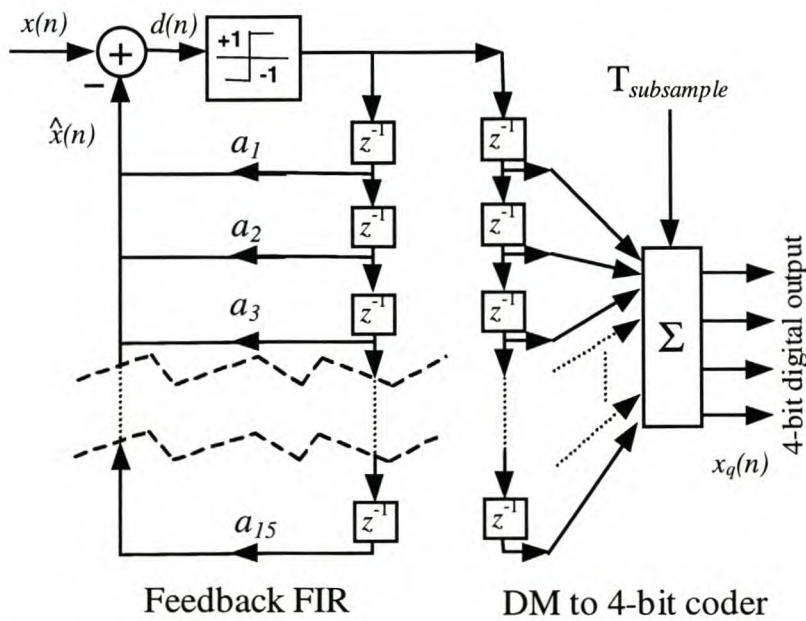 x(n)
d(n)
+
−
+1
-1
T_subsample
x̂(n)
a_1
z^-1
z^-1
a_2
z^-1
z^-1
a_3
z^-1
z^-1
Σ
4-bit digital output
x_q(n)
a_15
z^-1
z^-1
Feedback FIR
DM to 4-bit coder